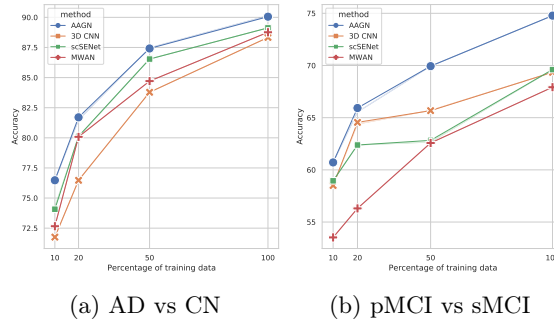 method
AAGN
3D CNN
scSENet
MWAN
90.0
87.5
85.0
82.5
80.0
77.5
75.0
72.5
Accuracy
10 20 50 100
Percentage of training data
(a) AD vs CN
method
AAGN
3D CNN
scSENet
MWAN
75
70
65
60
55
Accuracy
10 20 50 100
Percentage of training data
(b) pMCI vs sMCI